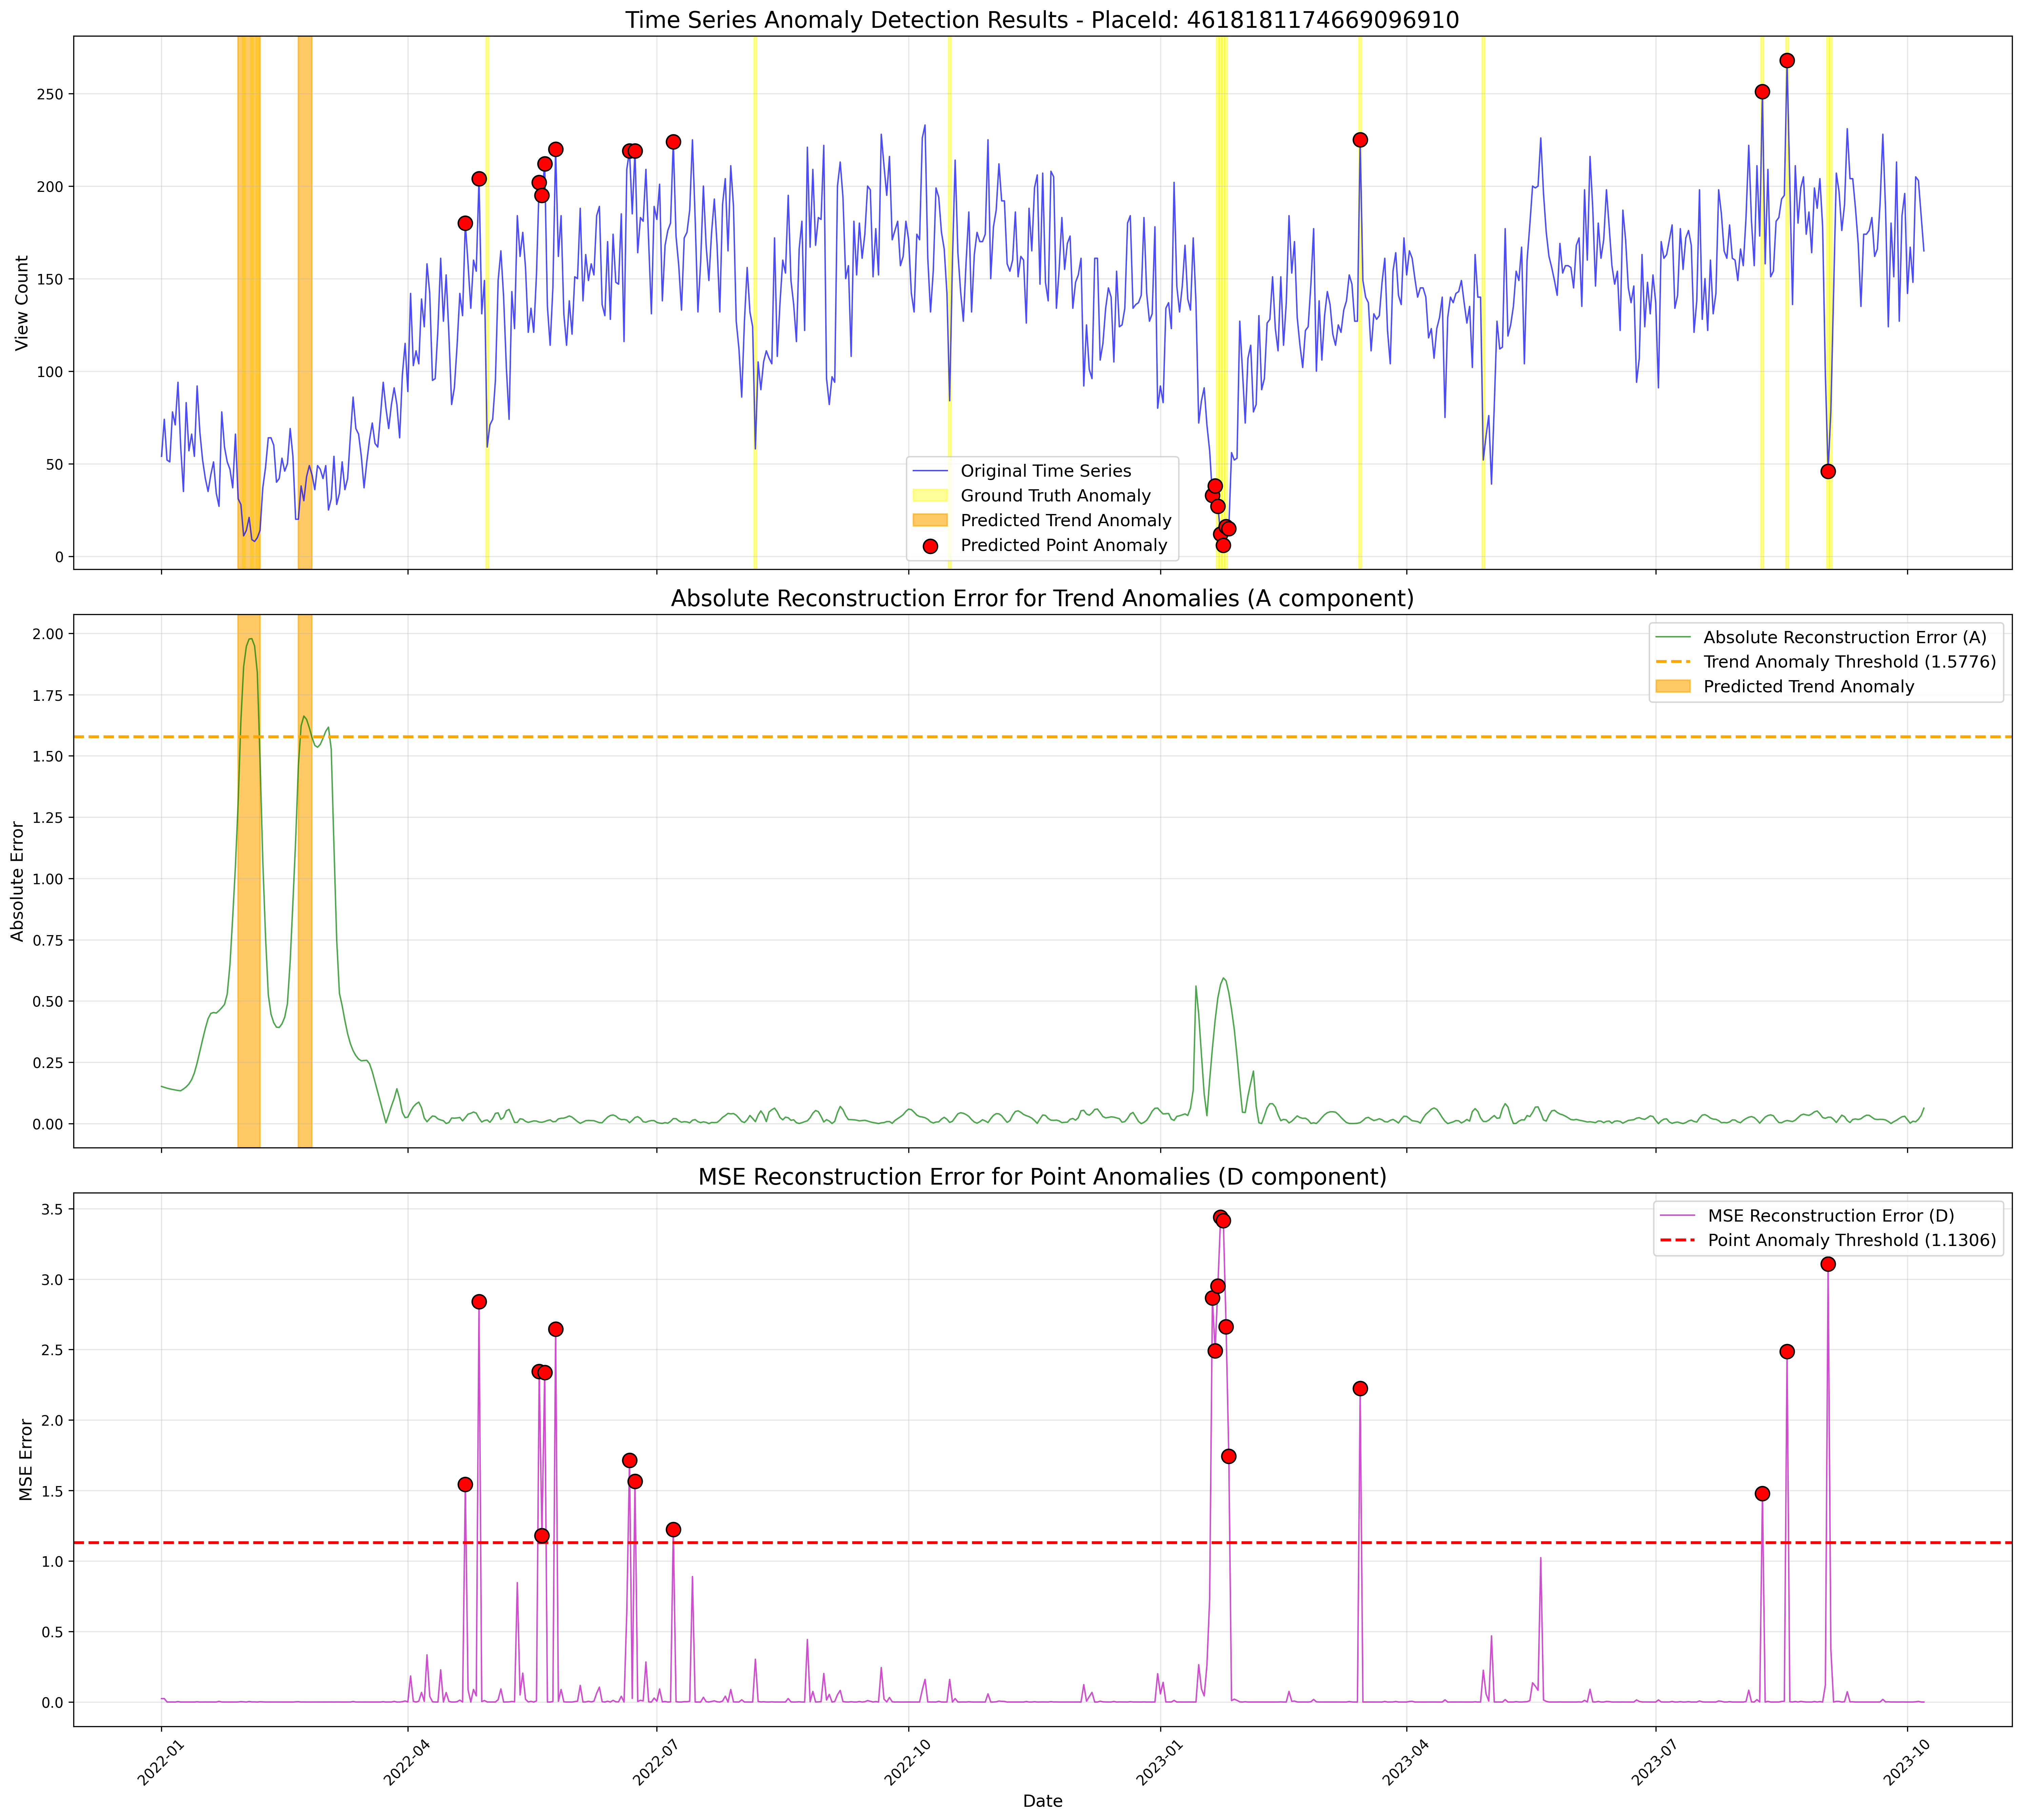 Time Series Anomaly Detection Results - PlaceId: 4618181174669096910
View Count
250
200
150
100
50
0
Original Time Series
Ground Truth Anomaly
Predicted Trend Anomaly
Predicted Point Anomaly
Absolute Reconstruction Error for Trend Anomalies (A component)
Absolute Error
2.00
1.75
1.50
1.25
1.00
0.75
0.50
0.25
0.00
Absolute Reconstruction Error (A)
Trend Anomaly Threshold (1.5776)
Predicted Trend Anomaly
MSE Reconstruction Error for Point Anomalies (D component)
MSE Error
3.5
3.0
2.5
2.0
1.5
1.0
0.5
0.0
MSE Reconstruction Error (D)
Point Anomaly Threshold (1.1306)
2022-01
2022-04
2022-07
2022-10
2023-01
2023-04
2023-07
2023-10
Date